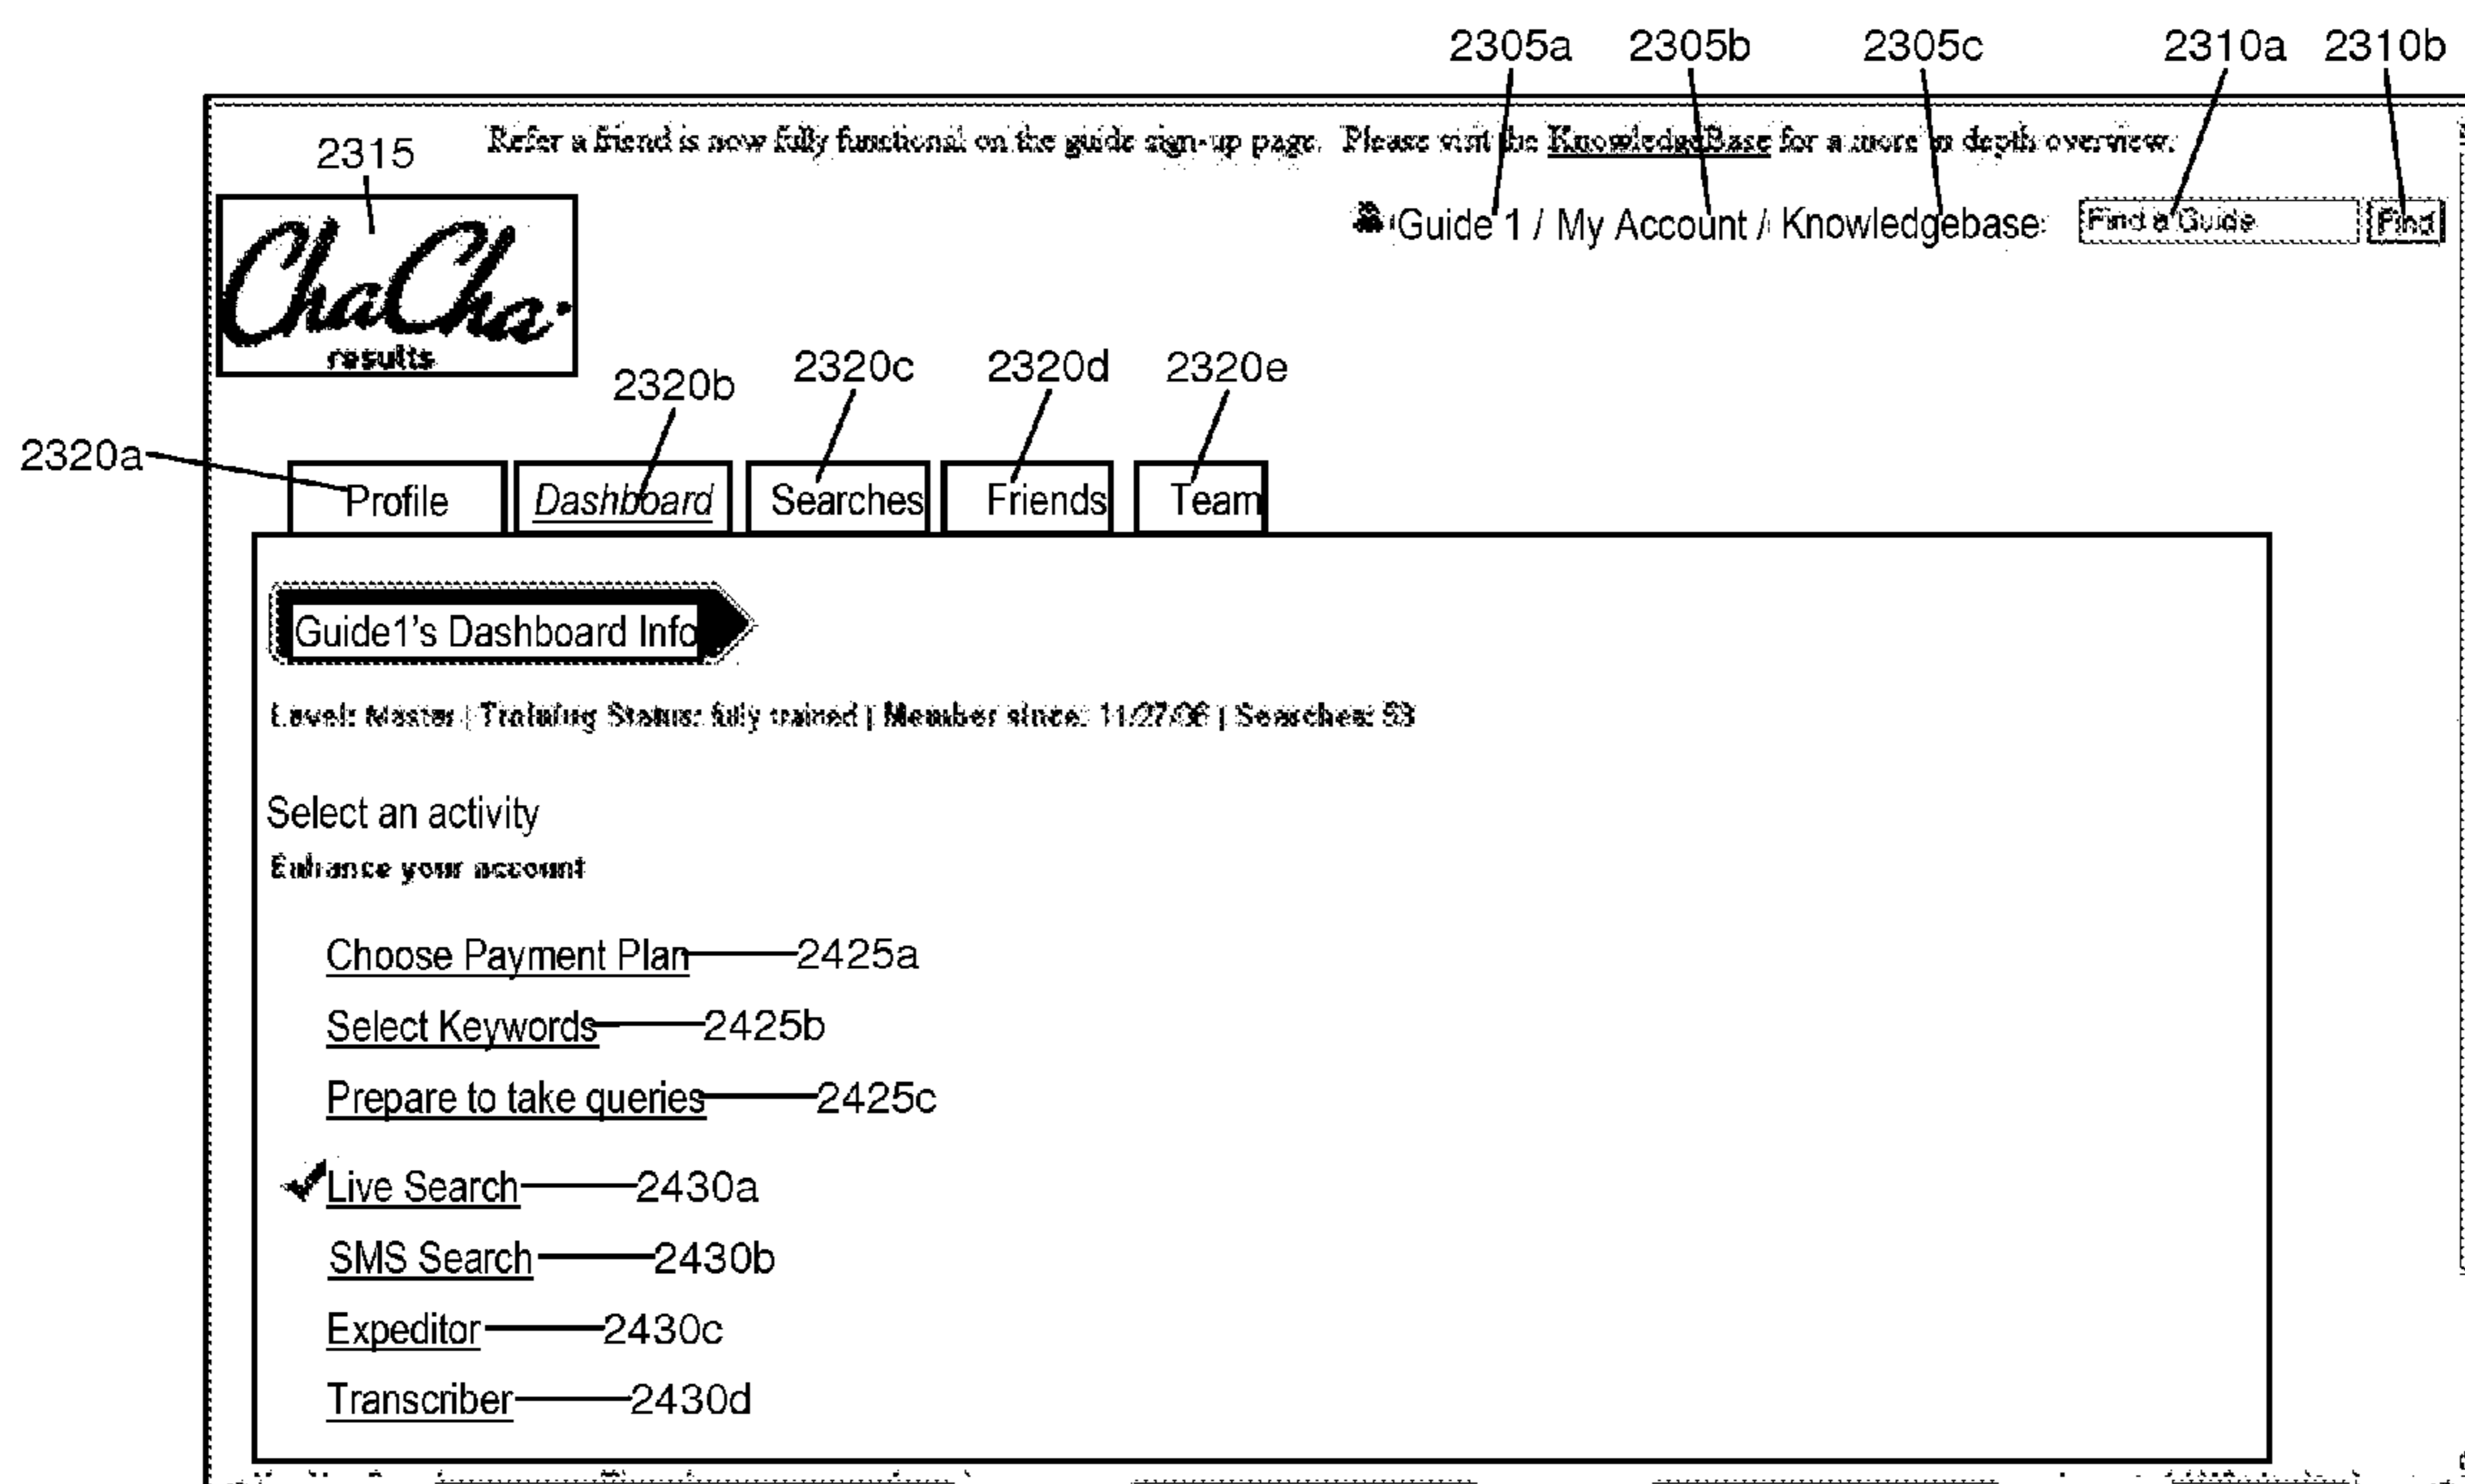 2305a 2305b 2305c 2310a 2310b
2315 Refer a friend is now fully functional on the guide sign-up page. Please visit the KnowledgeBase for a more in depth overview.
Guide 1 / My Account / Knowledgebase Find a Guide Find
ChaCha
results
2320b 2320c 2320d 2320e
2320a
Profile Dashboard Searches Friends Team
Guide1's Dashboard Info
Level: Master | Training Status: fully trained | Member since: 11/27/06 | Searches: 53
Select an activity
Enhance your account
Choose Payment Plan 2425a
Select Keywords 2425b
Prepare to take queries 2425c
Live Search 2430a
SMS Search 2430b
Expeditor 2430c
Transcriber 2430d